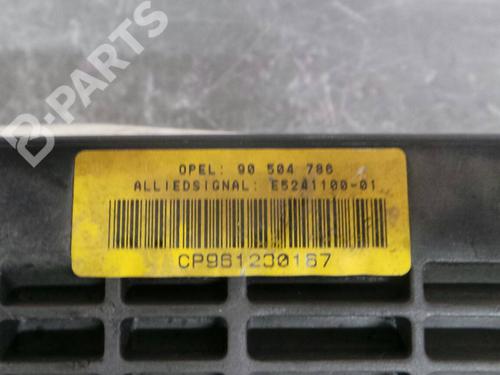 B-PARTS
OPEL: 90 504 786
ALLIEDSIGNAL: E5241100-01
CP961230167